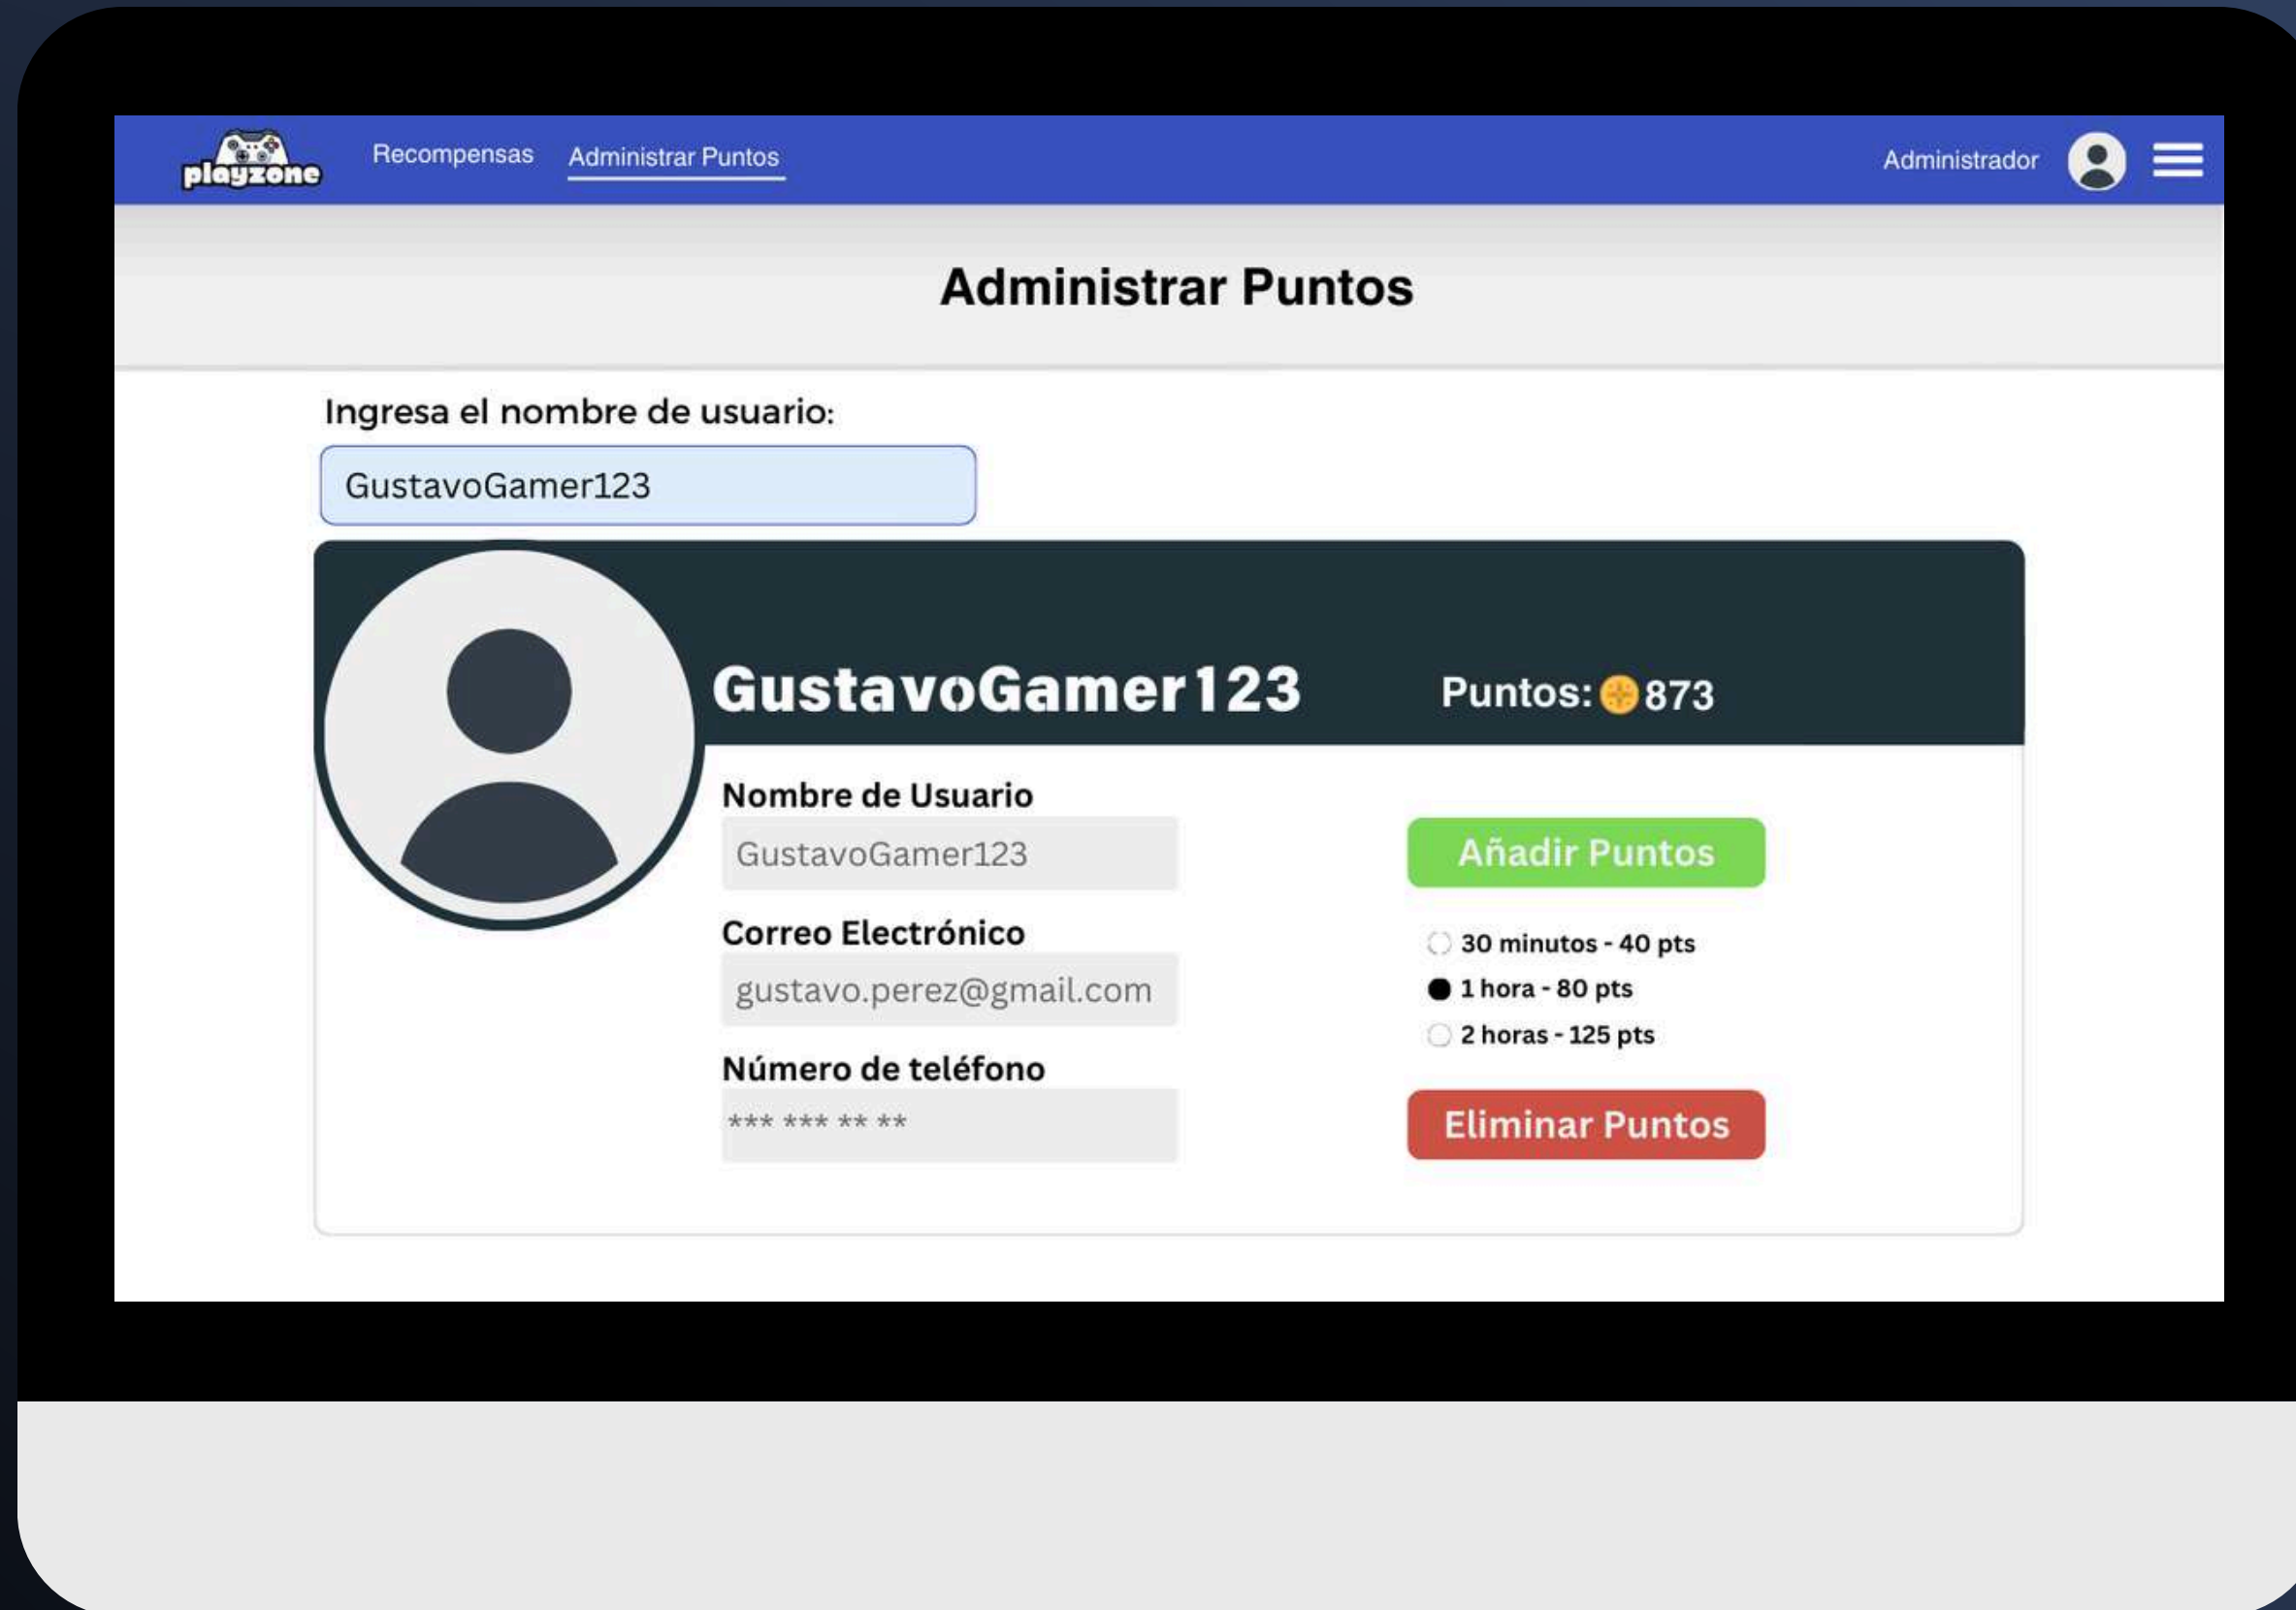 playzone
Recompensas
Administrar Puntos
Administrador
Administrar Puntos
Ingresa el nombre de usuario:
GustavoGamer123
GustavoGamer123
Puntos: 873
Nombre de Usuario
GustavoGamer123
Correo Electrónico
gustavo.perez@gmail.com
Número de teléfono
*** *** ** **
Añadir Puntos
30 minutos - 40 pts
1 hora - 80 pts
2 horas - 125 pts
Eliminar Puntos